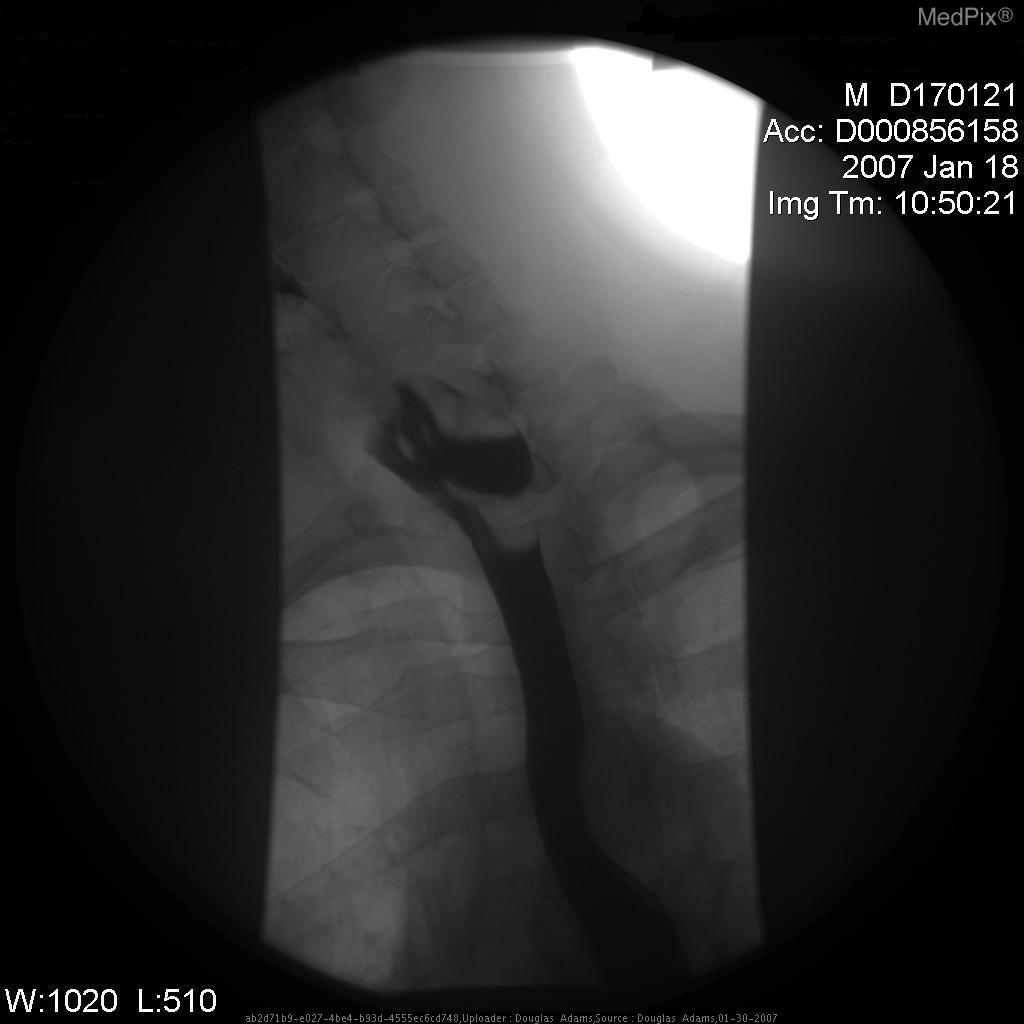 MedPix®
M D170121
Acc: D000856158
2007 Jan 18
Img Tm: 10:50:21
W:1020 L:510
ab2d71b9-e027-4be4-b93d-4555ec6cd748,Uploader : Douglas Adams,Source : Douglas Adams,01-30-2007